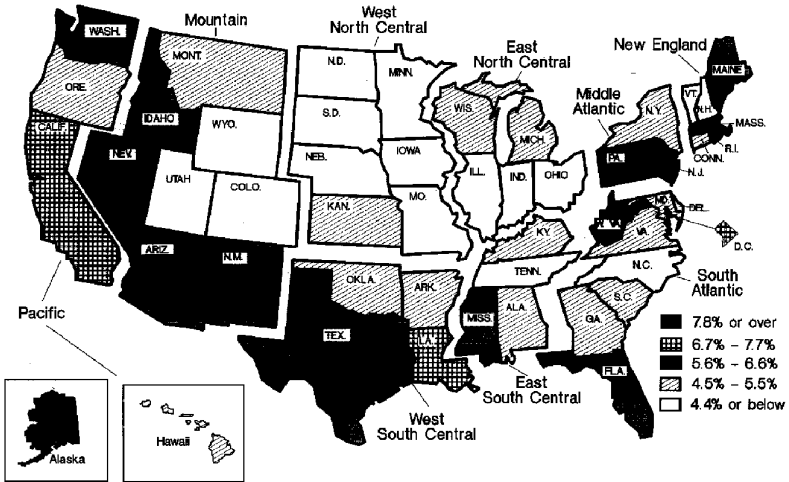 West
North Central
Mountain
East
North Central
New England
Middle
Atlantic
WASH.
MONT.
N.D.
MINN.
MAINE
ORE.
IDAHO
S.D.
WIS.
MICH.
N.Y.
VT.
N.H.
MASS.
WYO.
CALIF.
NEV.
NEB.
IOWA
PA.
R.I.
CONN.
N.J.
UTAH
COLO.
ILL.
IND.
OHIO
KAN.
MO.
W. VA.
MD.
DEL.
KY.
VA.
D.C.
ARIZ.
N.M.
OKLA.
ARK.
TENN.
N.C.
South
Atlantic
S.C.
Pacific
TEX.
LA.
MISS.
ALA.
GA.
FLA.
7.8% or over
6.7% - 7.7%
5.6% - 6.6%
4.5% - 5.5%
4.4% or below
East
South Central
West
South Central
Alaska
Hawaii